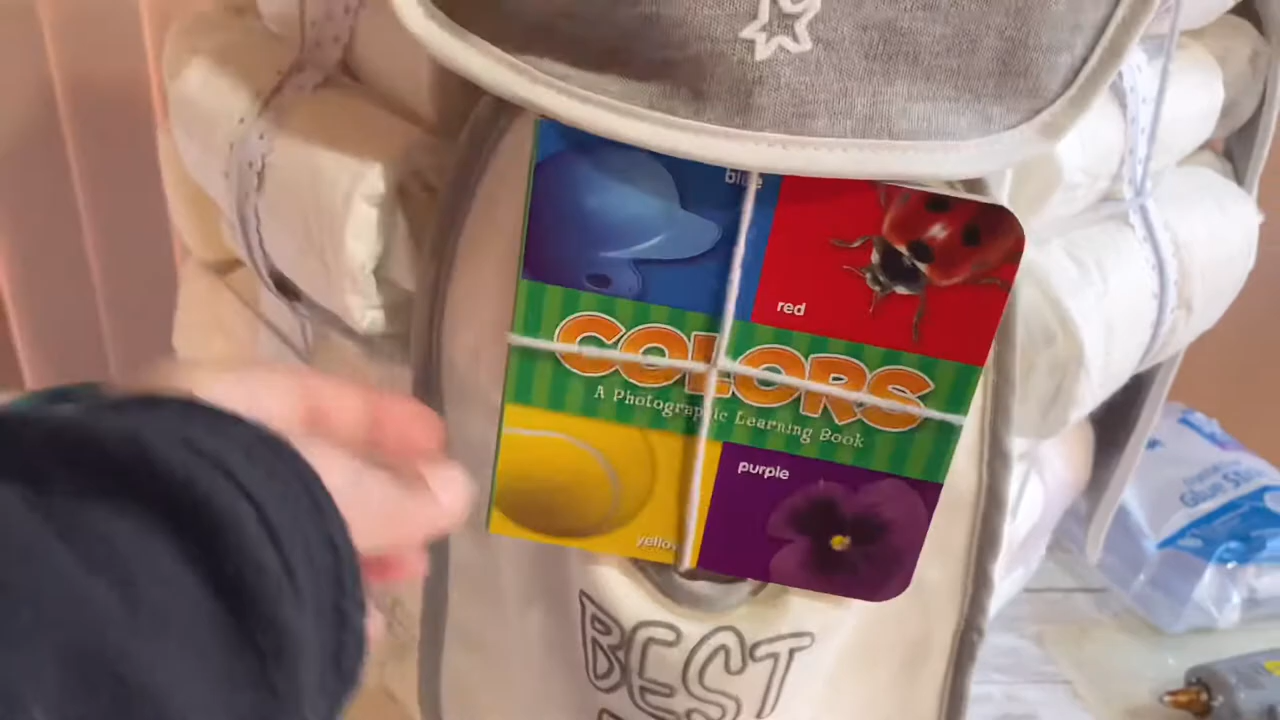 blue
red
COLORS
A Photographic Learning Book
purple
yellow
BEST